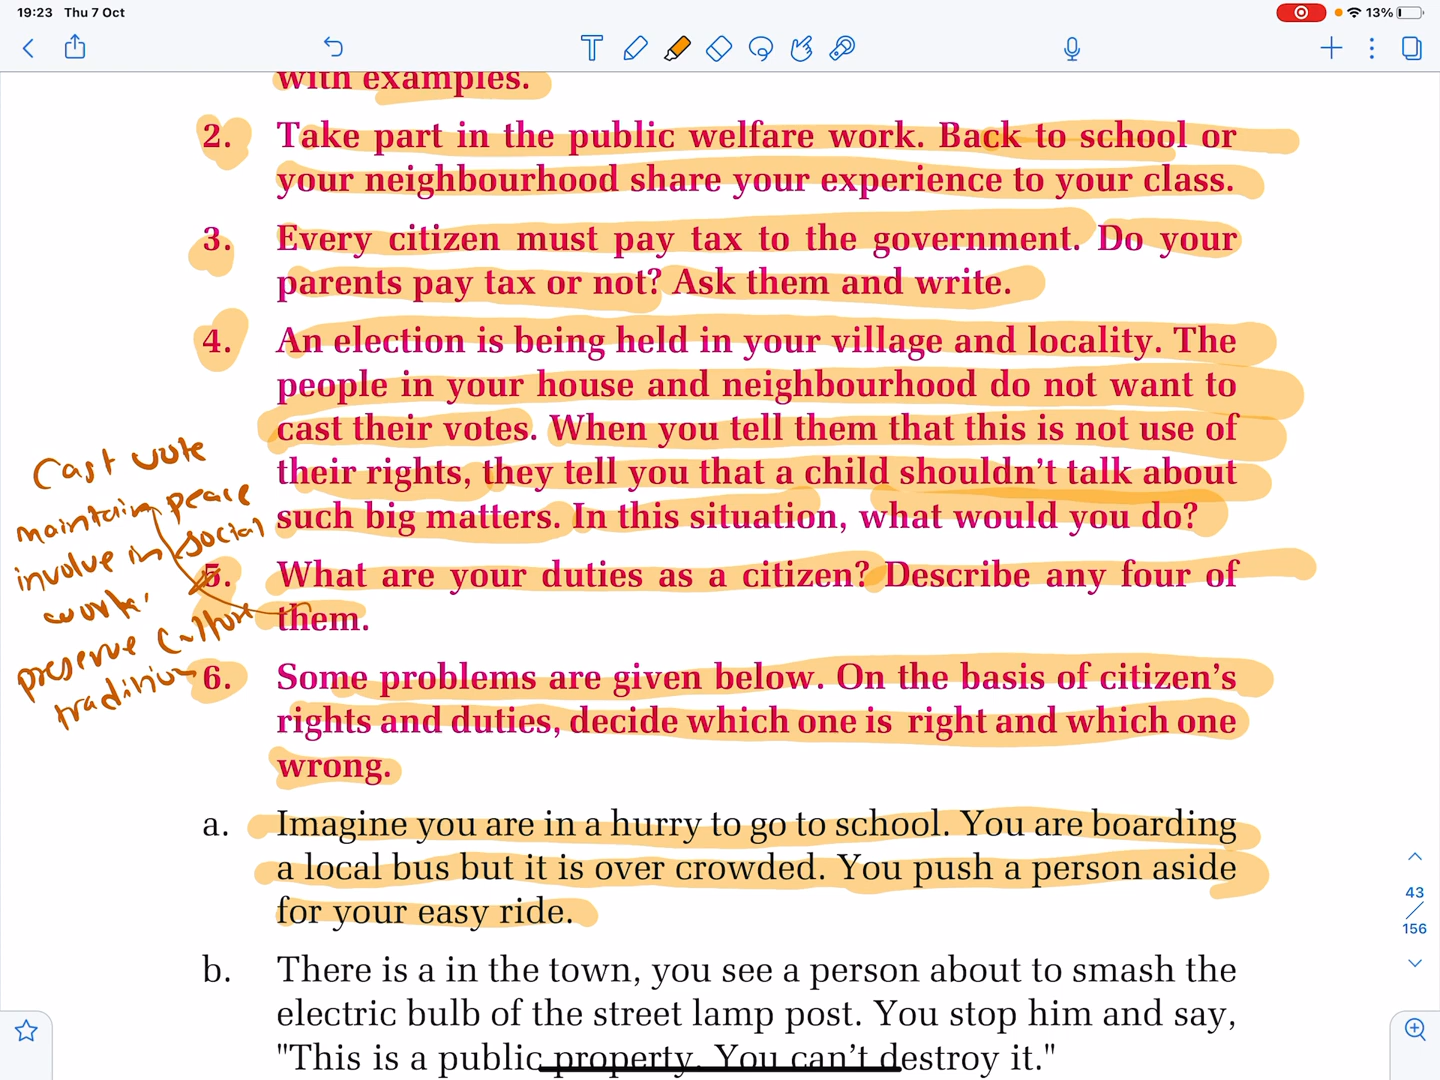 19:23 Thu 7 Oct
13%
with examples.
2. Take part in the public welfare work. Back to school or
your neighbourhood share your experience to your class.
3. Every citizen must pay tax to the government. Do your
parents pay tax or not? Ask them and write.
4. An election is being held in your village and locality. The
people in your house and neighbourhood do not want to
cast their votes. When you tell them that this is not use of
their rights, they tell you that a child shouldn't talk about
such big matters. In this situation, what would you do?
Cast vote
maintain peace
involve in social
work.
preserve culture
tradition
5. What are your duties as a citizen? Describe any four of
them.
6. Some problems are given below. On the basis of citizen's
rights and duties, decide which one is right and which one
wrong.
a. Imagine you are in a hurry to go to school. You are boarding
a local bus but it is over crowded. You push a person aside
for your easy ride.
b. There is a in the town, you see a person about to smash the
electric bulb of the street lamp post. You stop him and say,
"This is a public property. You can't destroy it."
43
156